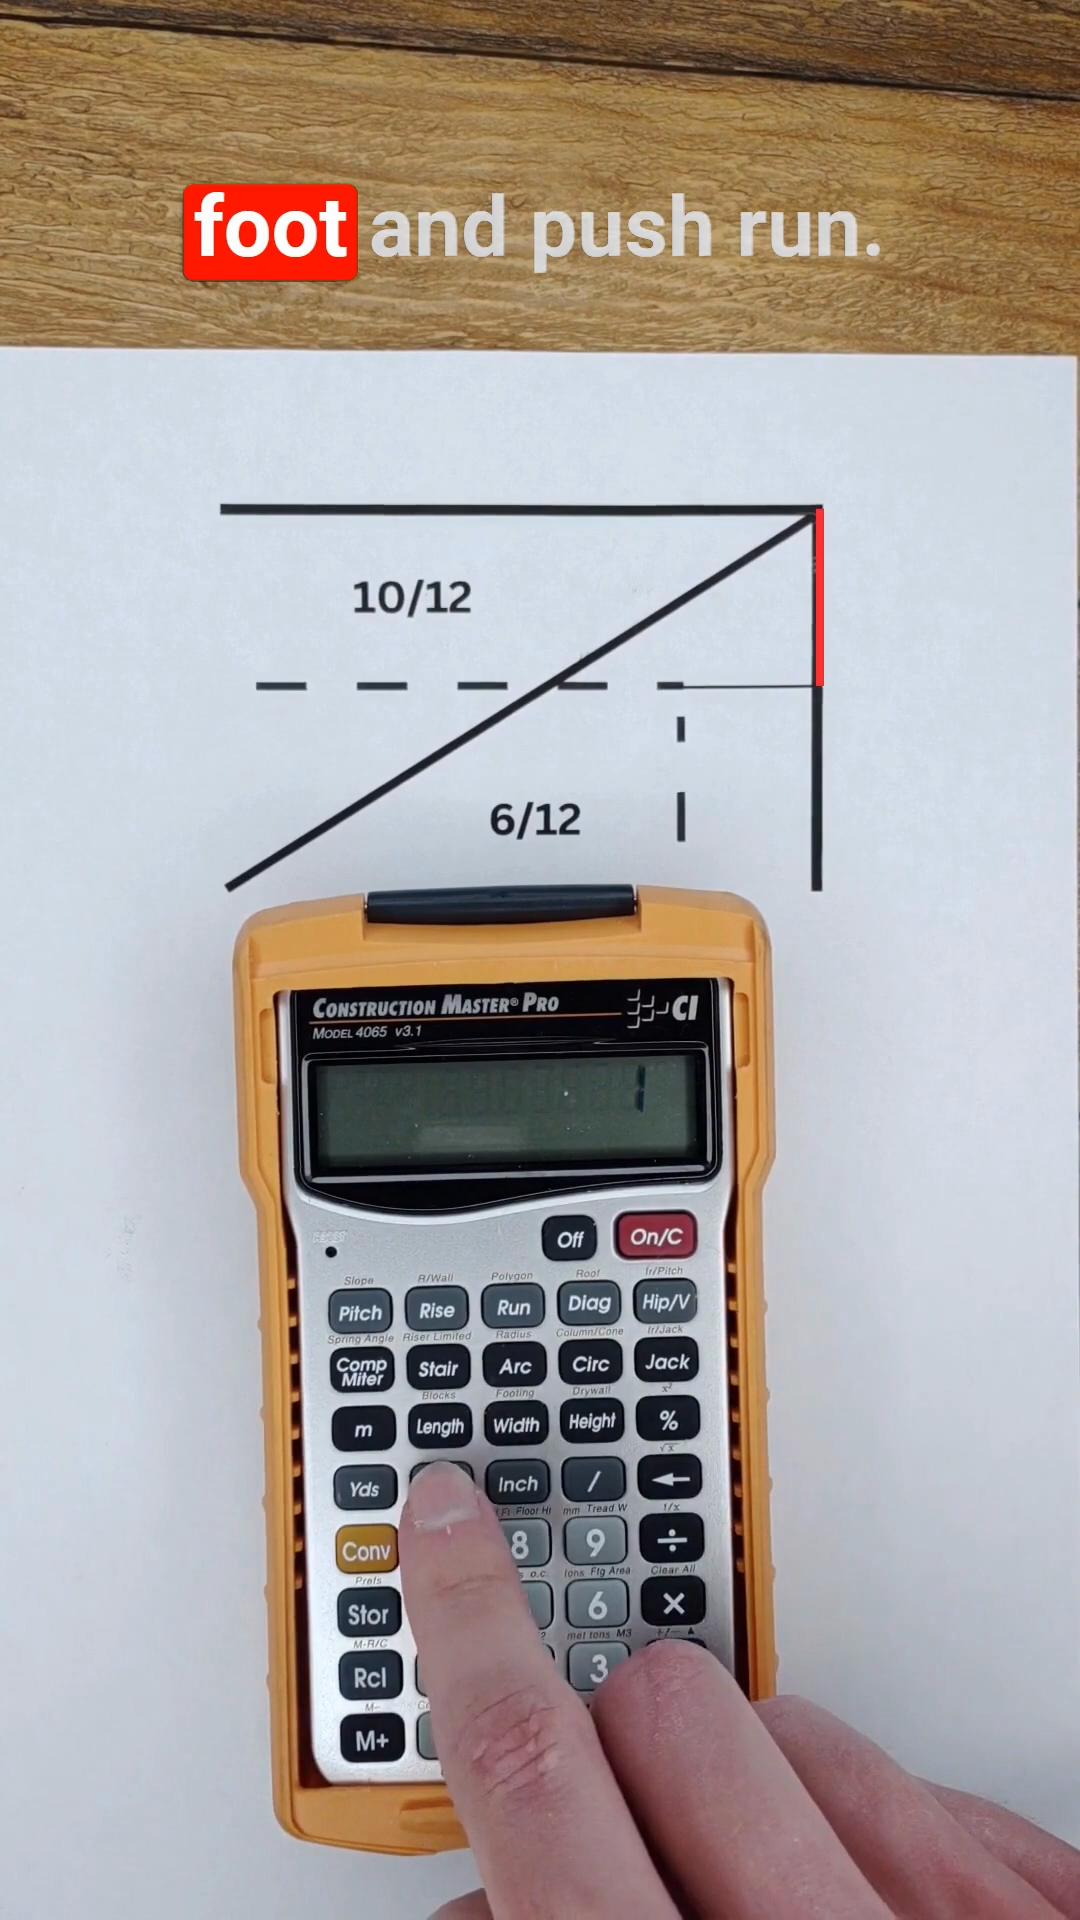 foot and push run.
10/12
6/12
CONSTRUCTION MASTER® PRO
CI
MODEL 4065 v3.1
1
RESET
Off On/C
Slope R/Wall Polygon Roof Ir/Pitch
Pitch Rise Run Diag Hip/V
Spring Angle Riser Limited Radius Column/Cone Ir/Jack
Comp Miter Stair Arc Circ Jack
Blocks Footing Drywall x²
m Length Width Height %
√x
Yds Inch / ←
Floor Ht mm Tread W 1/x
Conv 8 9 ÷
Prefs o.c. tons Ftg Area Clear All
Stor 6 ×
M-R/C met tons M3 +/− ▲
Rcl 3
M−
M+